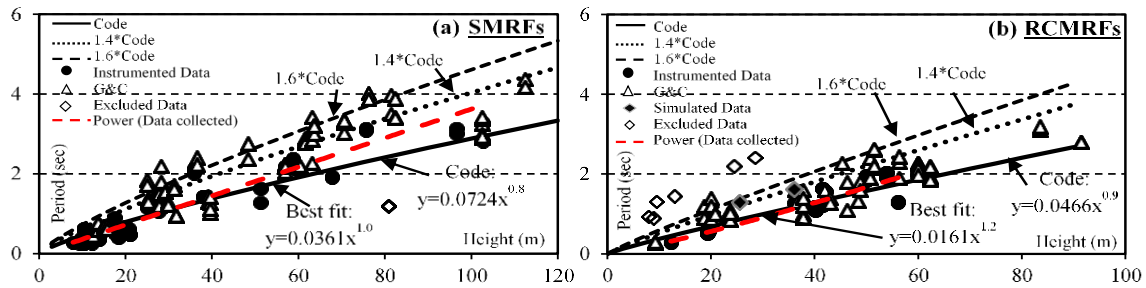 (a) SMRFs
Code
1.4*Code
1.6*Code
Instrumented Data
G&C
Excluded Data
Power (Data collected)
1.6*Code
1.4*Code
Code:
y=0.0724x^0.8
Best fit:
y=0.0361x^1.0
Period (sec)
Height (m)
0
2
4
6
0
20
40
60
80
100
120
(b) RCMRFs
Code
1.4*Code
1.6*Code
Instrumented Data
G&C
Simulated Data
Excluded Data
Power (Data collected)
1.6*Code
1.4*Code
Code:
y=0.0466x^0.9
Best fit:
y=0.0161x^1.2
Period (sec)
Height (m)
0
2
4
6
0
20
40
60
80
100